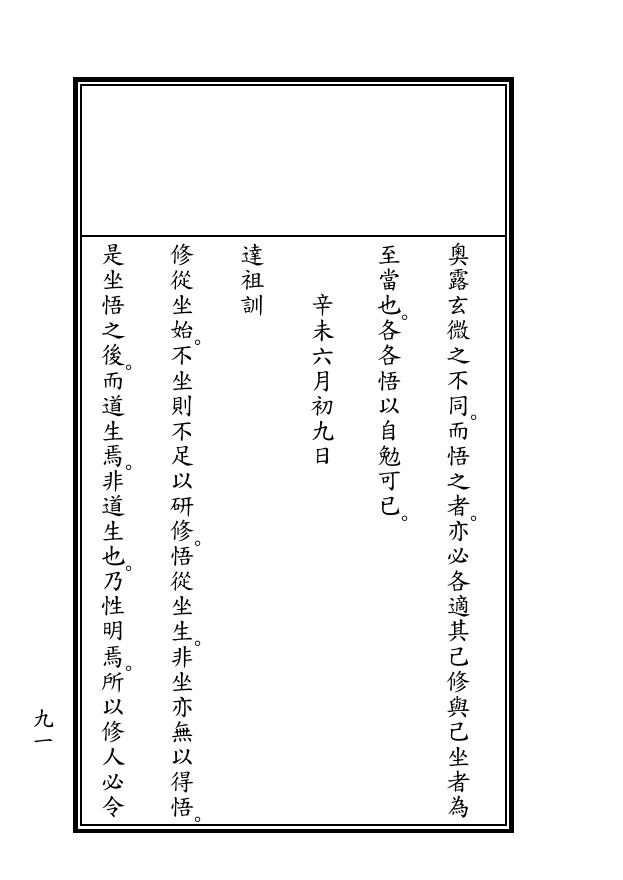 奧露玄微之不同。而悟之者。亦必各適其己修與己坐者為
至當也。各各悟以自勉可已。
辛未六月初九日
達祖訓
修從坐始。不坐則不足以研修。悟從坐生。非坐亦無以得悟。
是坐悟之後。而道生焉。非道生也。乃性明焉。所以修人必令
九一